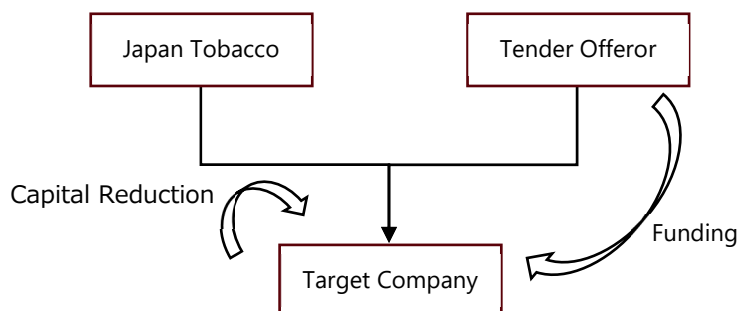 Japan Tobacco
Tender Offeror
Capital Reduction
Funding
Target Company